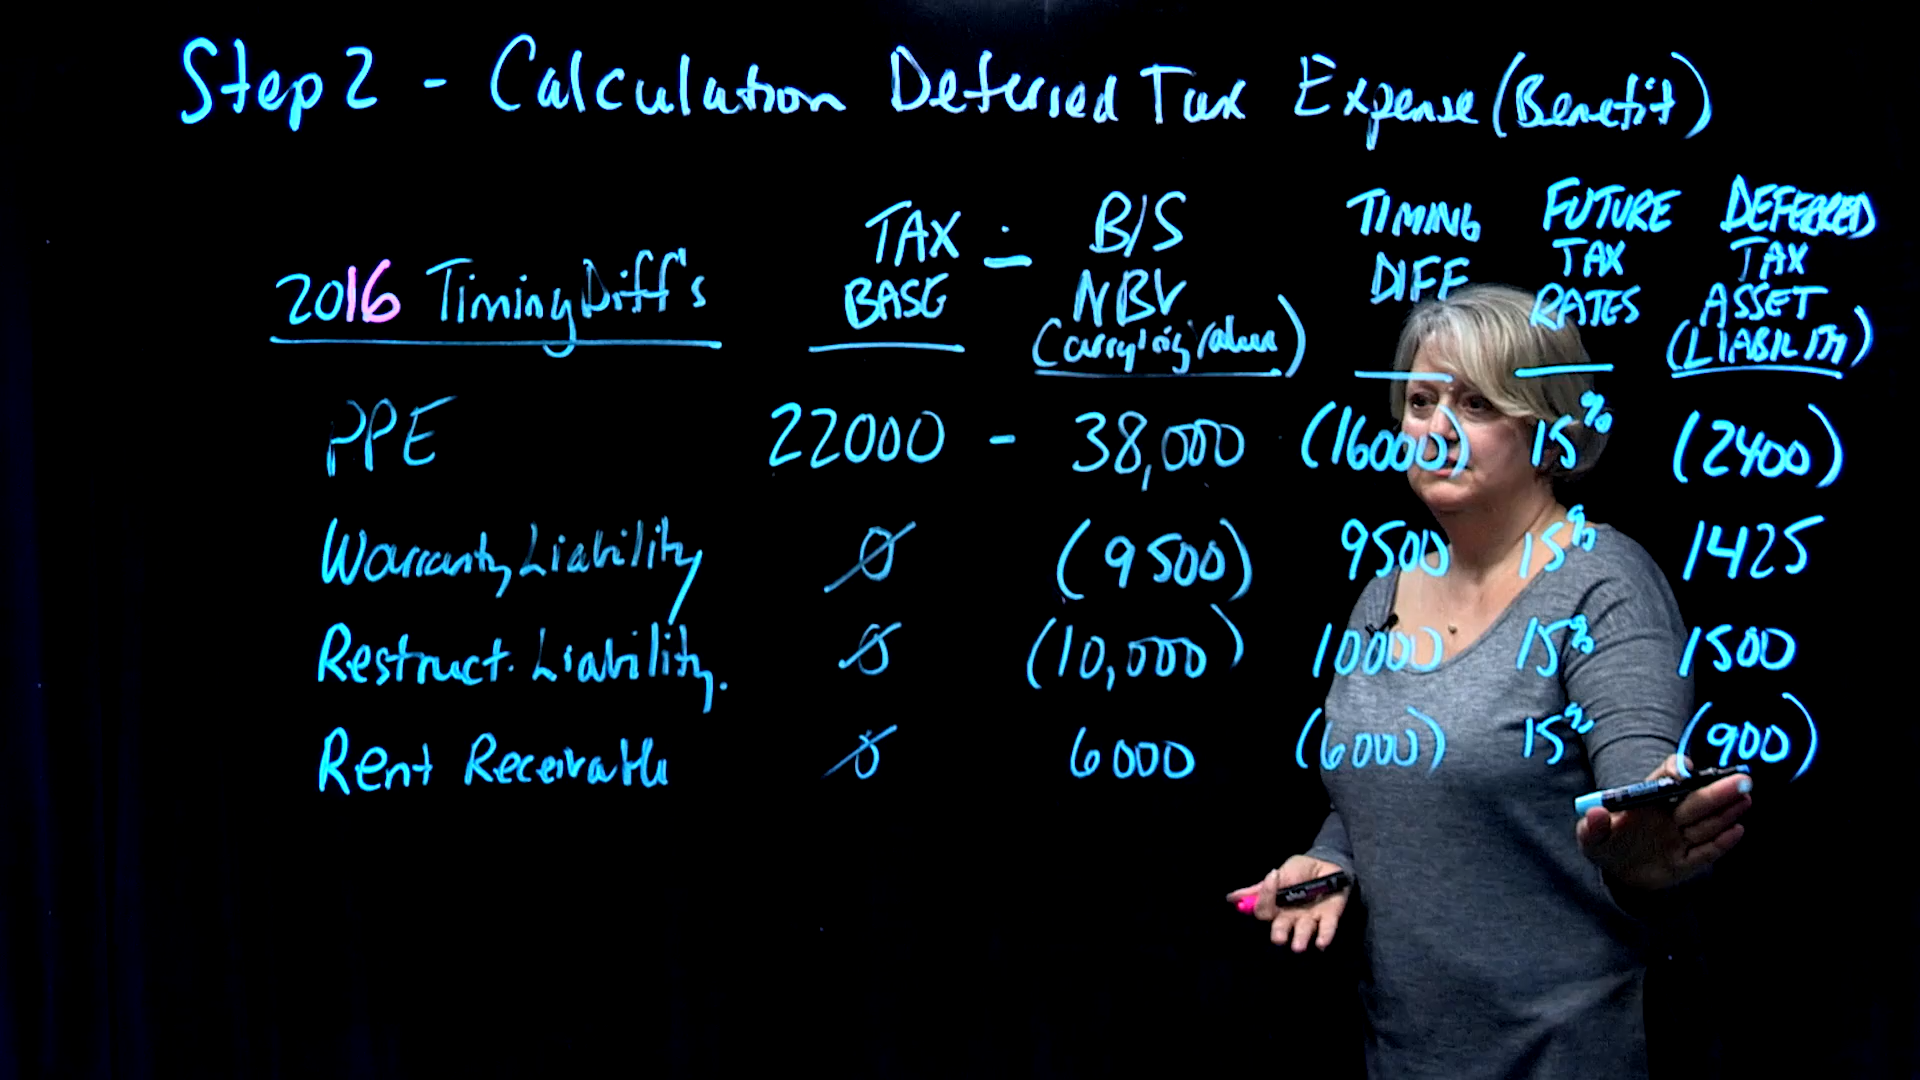 Step 2 - Calculation Deferred Tax Expense (Benefit)
2016 Timing Diff's
TAX BASE
-
B/S NBV (Carrying Value)
TIMING DIFF
FUTURE TAX RATES
DEFERRED TAX ASSET (LIABILITY)
PPE 22000 - 38,000 (16000) 15% (2400)
Warranty Liability 0 (9500) 9500 15% 1425
Restruct. Liability. 0 (10,000) 10000 15% 1500
Rent Receivable 0 6000 (6000) 15% (900)